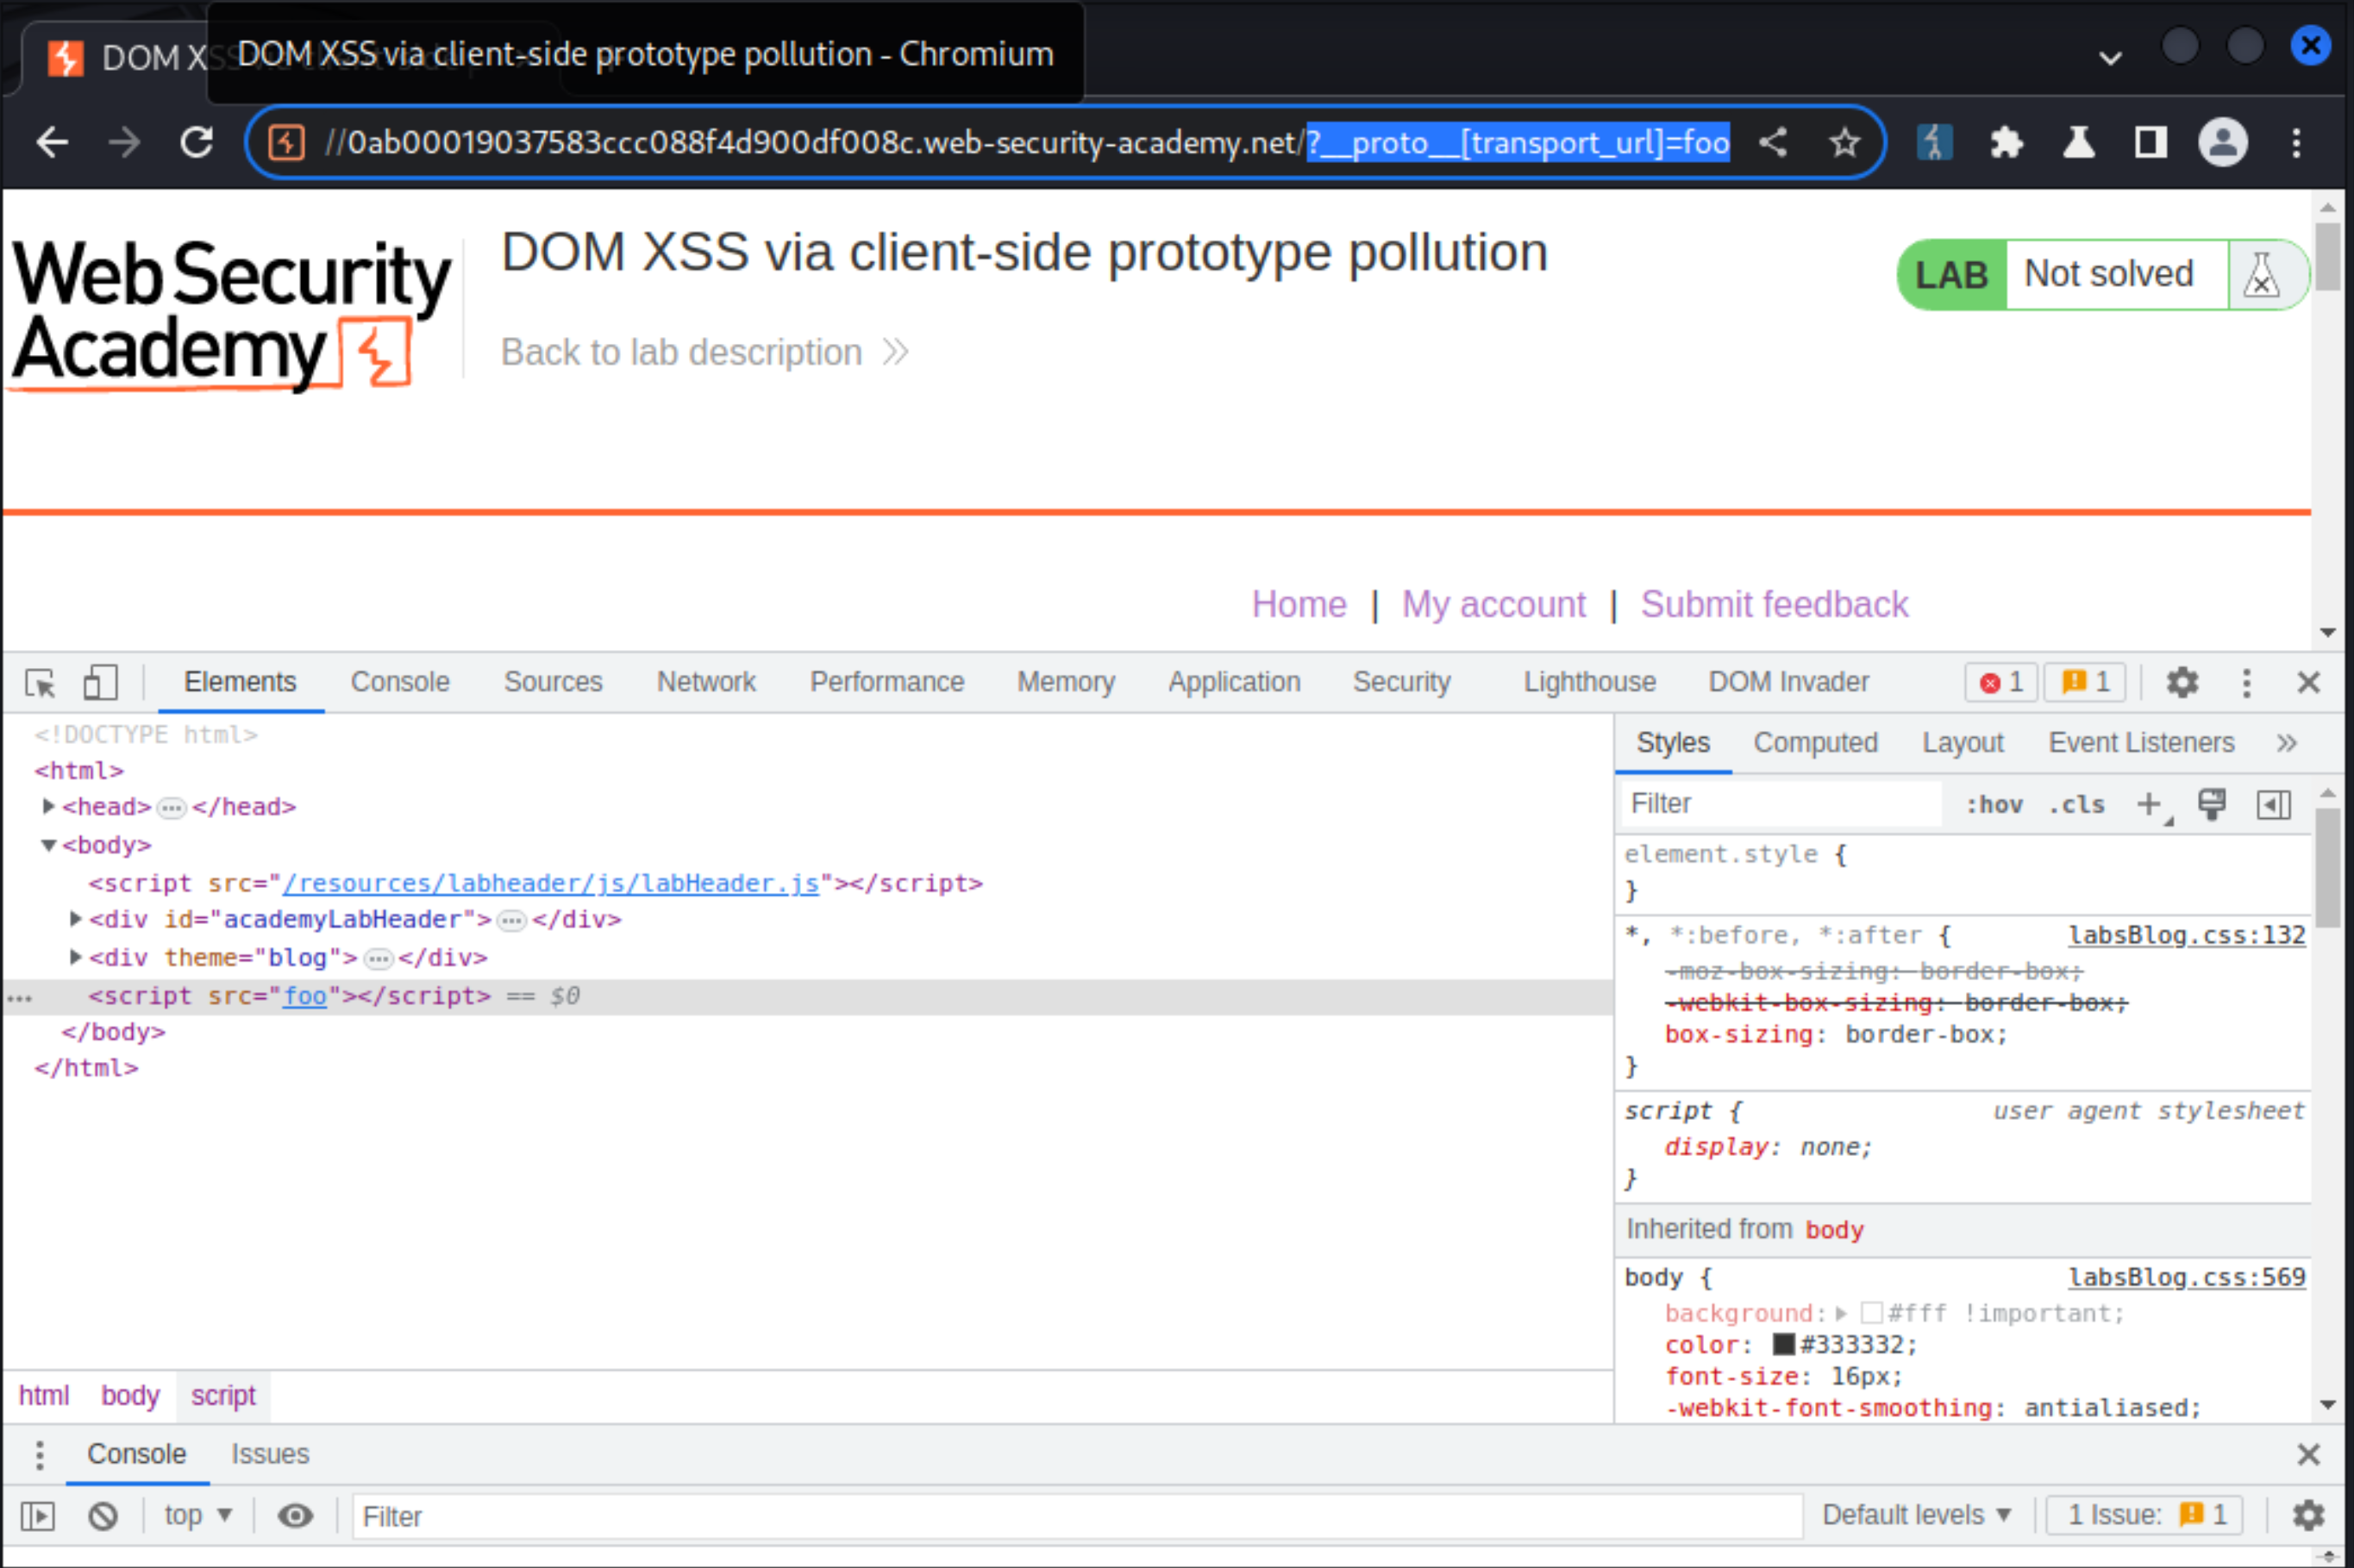 DOM X
DOM XSS via client-side prototype pollution - Chromium
//0ab00019037583ccc088f4d900df008c.web-security-academy.net/?__proto__[transport_url]=foo
Web Security
Academy
DOM XSS via client-side prototype pollution
LAB Not solved
Back to lab description
Home | My account | Submit feedback
Elements Console Sources Network Performance Memory Application Security Lighthouse DOM Invader 1 1
<!DOCTYPE html>
<html>
<head> ••• </head>
<body>
<script src="/resources/labheader/js/labHeader.js"></script>
<div id="academyLabHeader"> ••• </div>
<div theme="blog"> ••• </div>
••• <script src="foo"></script> == $0
</body>
</html>
html body script
Styles Computed Layout Event Listeners »
Filter :hov .cls +
element.style {
}
*, *:before, *:after { labsBlog.css:132
-moz-box-sizing: border-box;
-webkit-box-sizing: border-box;
box-sizing: border-box;
}
script { user agent stylesheet
display: none;
}
Inherited from body
body { labsBlog.css:569
background: #fff !important;
color: #333332;
font-size: 16px;
-webkit-font-smoothing: antialiased;
Console Issues
top Filter Default levels 1 Issue: 1